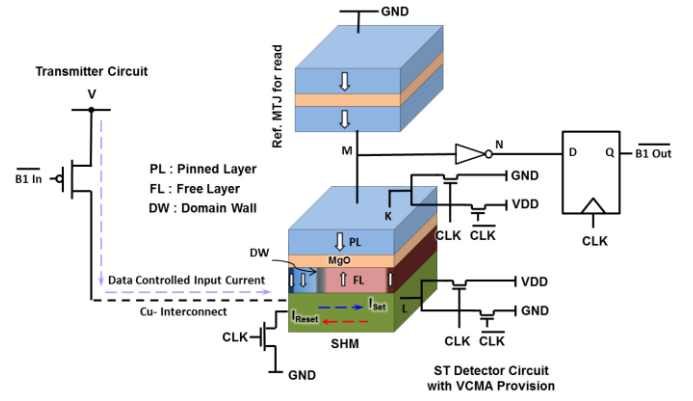 GND
Transmitter Circuit
V
Ref. MTJ for read
B1 In
PL : Pinned Layer
FL : Free Layer
DW : Domain Wall
M
N
D
Q
B1 Out
CLK
K
GND
VDD
CLK
CLK
PL
MgO
DW
FL
Data Controlled Input Current
Cu- Interconnect
I Set
I Reset
L
SHM
VDD
GND
CLK
CLK
CLK
GND
ST Detector Circuit
with VCMA Provision